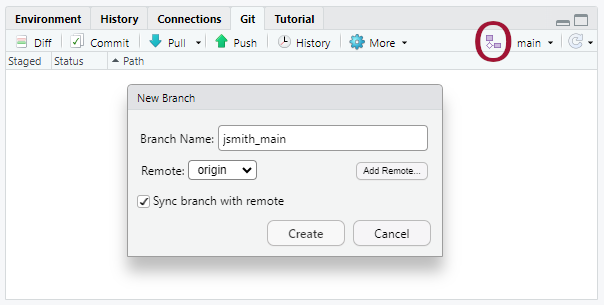 Environment History Connections Git Tutorial
Diff Commit Pull Push History More main
Staged Status Path
New Branch
Branch Name: jsmith_main
Remote: origin Add Remote...
Sync branch with remote
Create Cancel